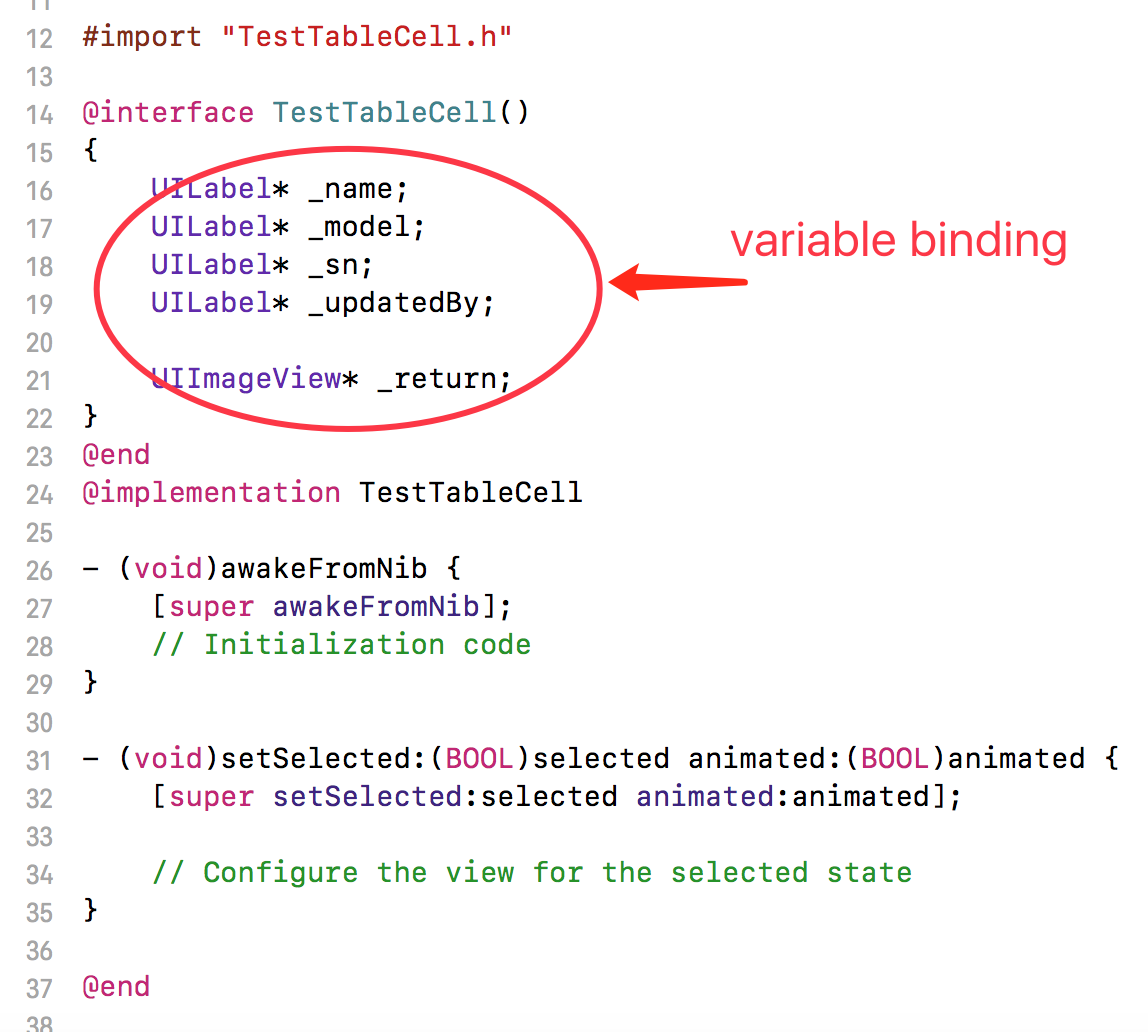 11
12 #import "TestTableCell.h"
13
14 @interface TestTableCell()
15 {
16 UILabel* _name;
17 UILabel* _model;
variable binding
18 UILabel* _sn;
19 UILabel* _updatedBy;
20
21 UIImageView* _return;
22 }
23 @end
24 @implementation TestTableCell
25
26 - (void)awakeFromNib {
27 [super awakeFromNib];
28 // Initialization code
29 }
30
31 - (void)setSelected:(BOOL)selected animated:(BOOL)animated {
32 [super setSelected:selected animated:animated];
33
34 // Configure the view for the selected state
35 }
36
37 @end
38